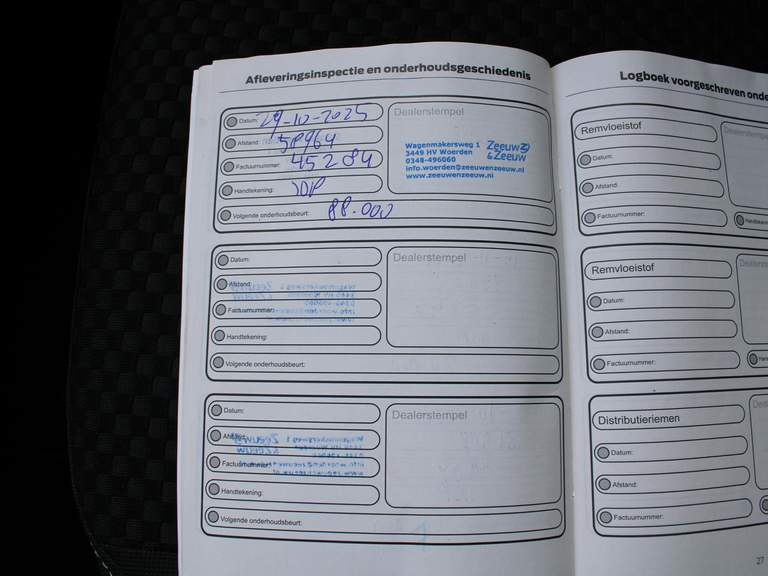 Afleveringsinspectie en onderhoudsgeschiedenis
Datum: 29-10-2025
Afstand: 58964
Factuurnummer: 45284
Handtekening:
Volgende onderhoudsbeurt: 88.000
Dealerstempel
Wagenmakersweg 1
3449 HV Woerden
0348-496060
info.woerden@zeeuwenzeeuw.nl
www.zeeuwenzeeuw.nl
Zeeuw
& Zeeuw
Datum:
Afstand:
Factuurnummer:
Handtekening:
Volgende onderhoudsbeurt:
Dealerstempel
Datum:
Afstand:
Factuurnummer:
Handtekening:
Volgende onderhoudsbeurt:
Dealerstempel
Logboek voorgeschreven onde
Remvloeistof
Datum:
Afstand:
Factuurnummer:
Remvloeistof
Datum:
Afstand:
Factuurnummer:
Distributieriemen
Datum:
Afstand:
Factuurnummer:
27